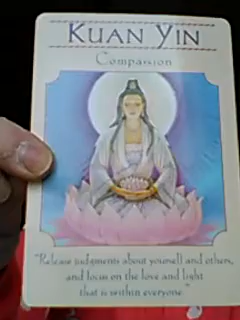 KUAN YIN
Compassion
"Release judgments about yourself and others,
and focus on the love and light
that is within everyone."